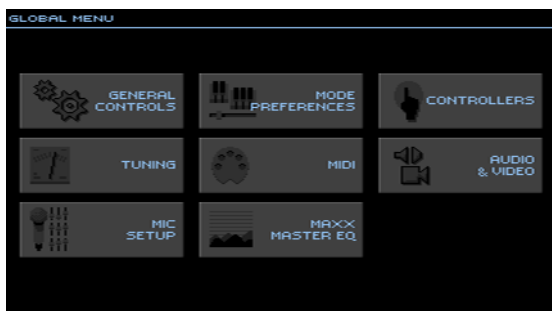 GLOBAL MENU
GENERAL
CONTROLS
MODE
PREFERENCES
CONTROLLERS
TUNING
MIDI
AUDIO
& VIDEO
MIC
SETUP
MAXX
MASTER EQ